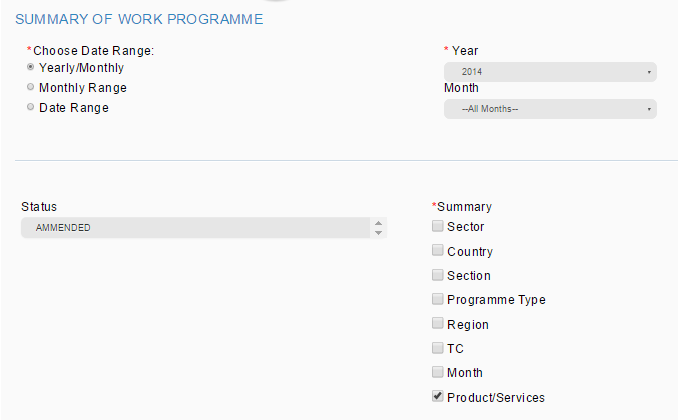 SUMMARY OF WORK PROGRAMME
*Choose Date Range:
Yearly/Monthly
Monthly Range
Date Range
* Year
2014
Month
--All Months--
Status
AMMENDED
*Summary
Sector
Country
Section
Programme Type
Region
TC
Month
Product/Services